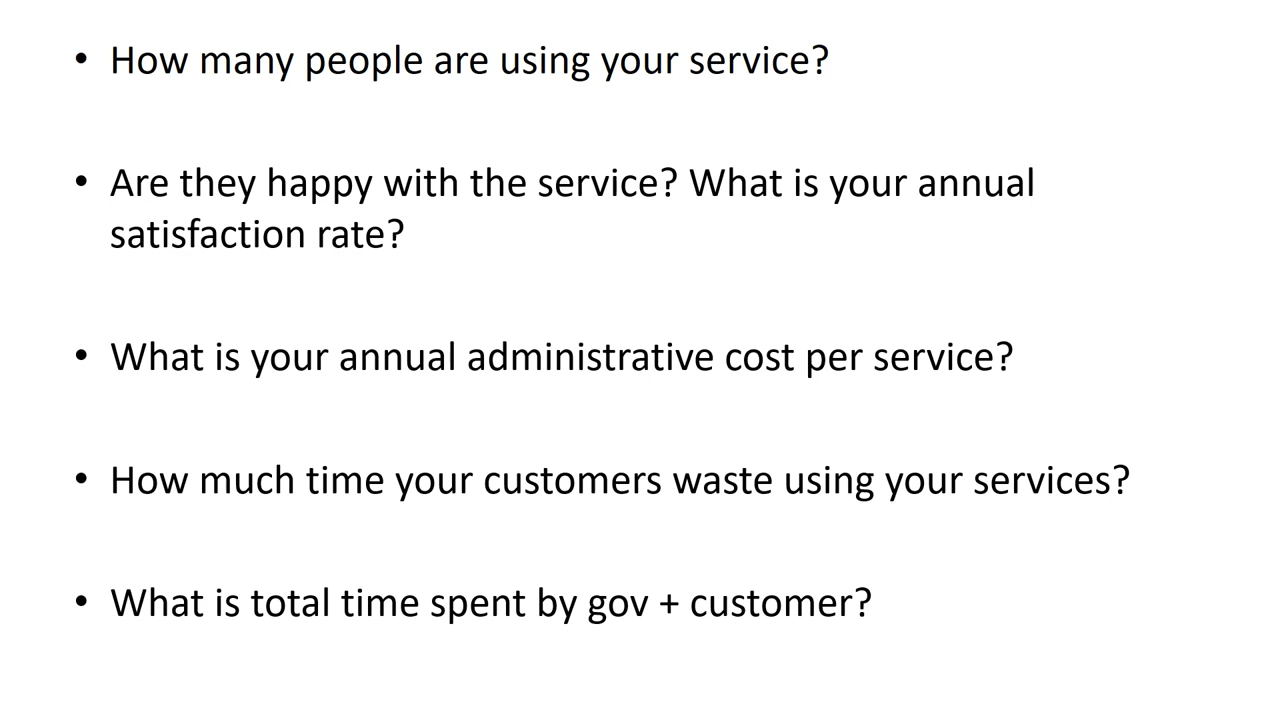 • How many people are using your service?
• Are they happy with the service? What is your annual
satisfaction rate?
• What is your annual administrative cost per service?
• How much time your customers waste using your services?
• What is total time spent by gov + customer?